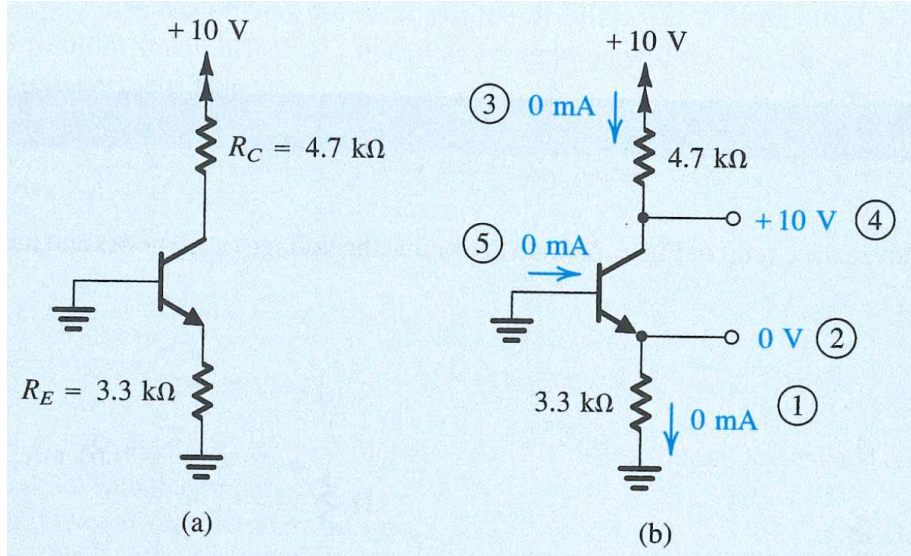 +10 V
R_C = 4.7 kΩ
R_E = 3.3 kΩ
(a)
+10 V
③ 0 mA
4.7 kΩ
+10 V ④
⑤ 0 mA
0 V ②
3.3 kΩ
0 mA ①
(b)